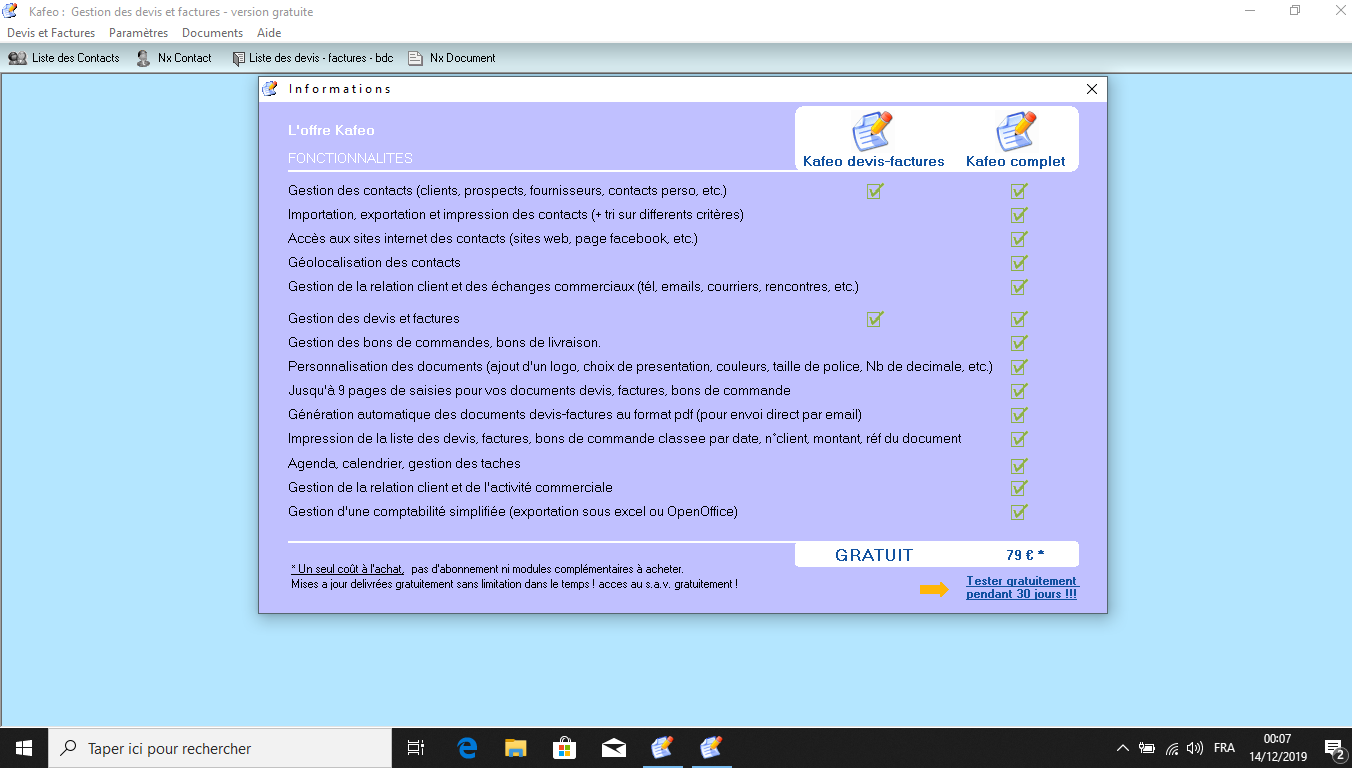 Kafeo : Gestion des devis et factures - version gratuite
Devis et Factures Paramètres Documents Aide
Liste des Contacts Nx Contact Liste des devis - factures - bdc Nx Document
Informations
L'offre Kafeo
FONCTIONNALITES
Kafeo devis-factures Kafeo complet
Gestion des contacts (clients, prospects, fournisseurs, contacts perso, etc.)
Importation, exportation et impression des contacts (+ tri sur differents critères)
Accès aux sites internet des contacts (sites web, page facebook, etc.)
Géolocalisation des contacts
Gestion de la relation client et des échanges commerciaux (tél, emails, courriers, rencontres, etc.)
Gestion des devis et factures
Gestion des bons de commandes, bons de livraison.
Personnalisation des documents (ajout d'un logo, choix de presentation, couleurs, taille de police, Nb de decimale, etc.)
Jusqu'à 9 pages de saisies pour vos documents devis, factures, bons de commande
Génération automatique des documents devis-factures au format pdf (pour envoi direct par email)
Impression de la liste des devis, factures, bons de commande classee par date, n°client, montant, réf du document
Agenda, calendrier, gestion des taches
Gestion de la relation client et de l'activité commerciale
Gestion d'une comptabilité simplifiée (exportation sous excel ou OpenOffice)
GRATUIT 79 € *
* Un seul coût à l'achat, pas d'abonnement ni modules complémentaires à acheter.
Mises a jour delivrées gratuitement sans limitation dans le temps ! acces au s.a.v. gratuitement !
Tester gratuitement
pendant 30 jours !!!
Taper ici pour rechercher
FRA
00:07
14/12/2019
2